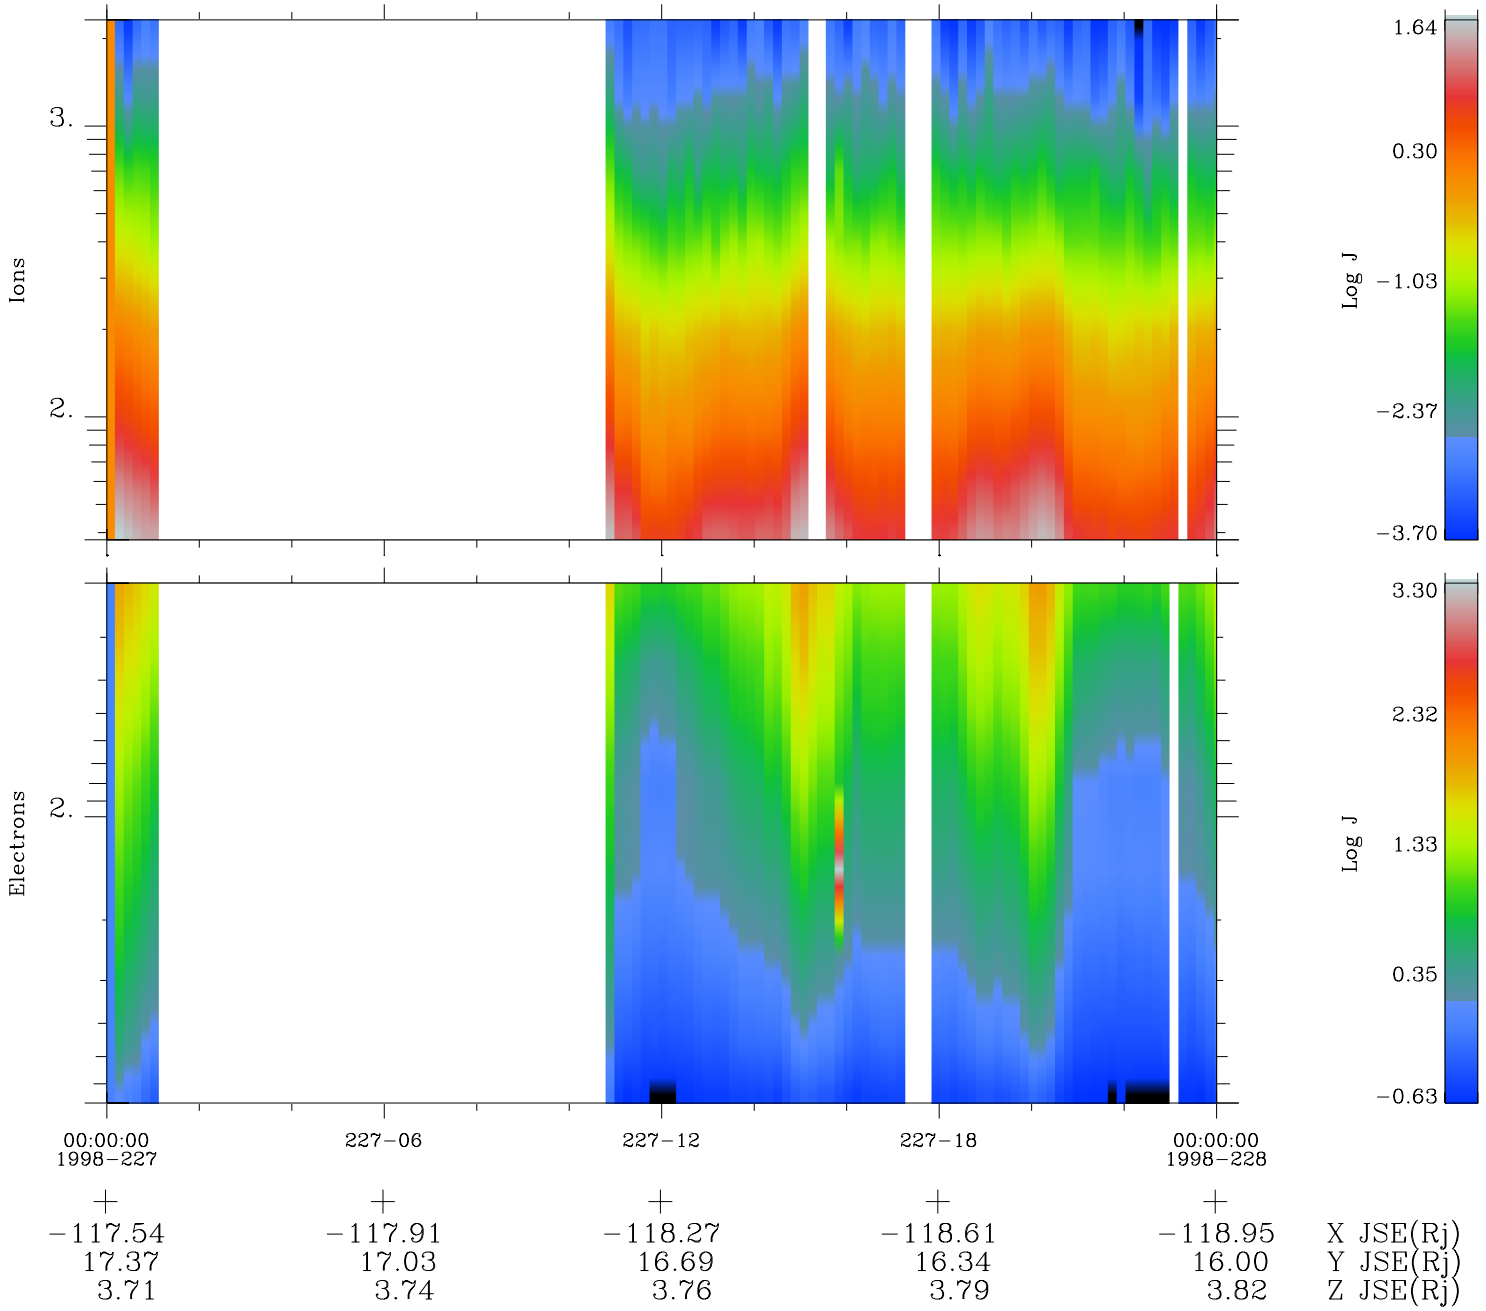 3.
2.
Ions
1.64
0.30
−1.03
−2.37
−3.70
Log J
2.
Electrons
3.30
2.32
1.33
0.35
−0.63
Log J
00:00:00 227−06 227−12 227−18 00:00:00
1998−227 1998−228
−117.54 −117.91 −118.27 −118.61 −118.95 X JSE(Rj)
17.37 17.03 16.69 16.34 16.00 Y JSE(Rj)
3.71 3.74 3.76 3.79 3.82 Z JSE(Rj)